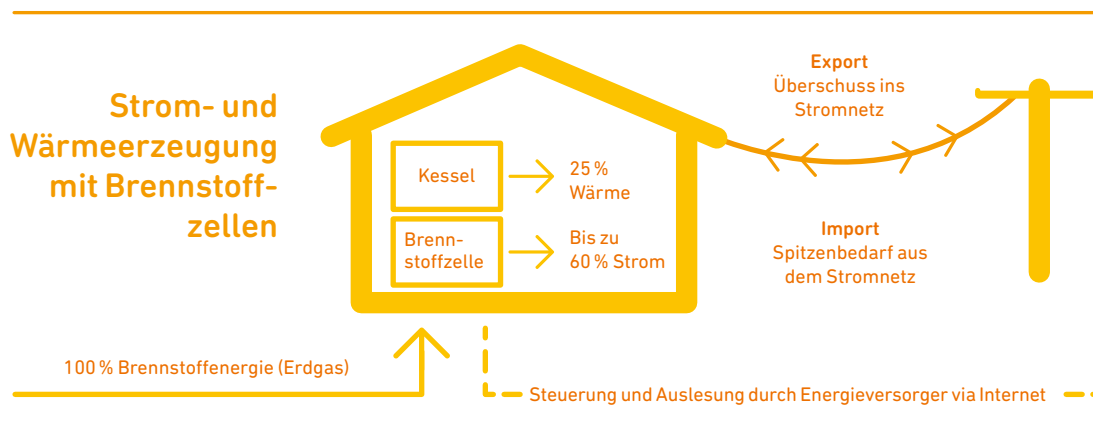 Strom- und
Wärmeerzeugung
mit Brennstoff-
zellen
Kessel
25 %
Wärme
Brenn-
stoffzelle
Bis zu
60 % Strom
Export
Überschuss ins
Stromnetz
Import
Spitzenbedarf aus
dem Stromnetz
100 % Brennstoffenergie (Erdgas)
Steuerung und Auslesung durch Energieversorger via Internet